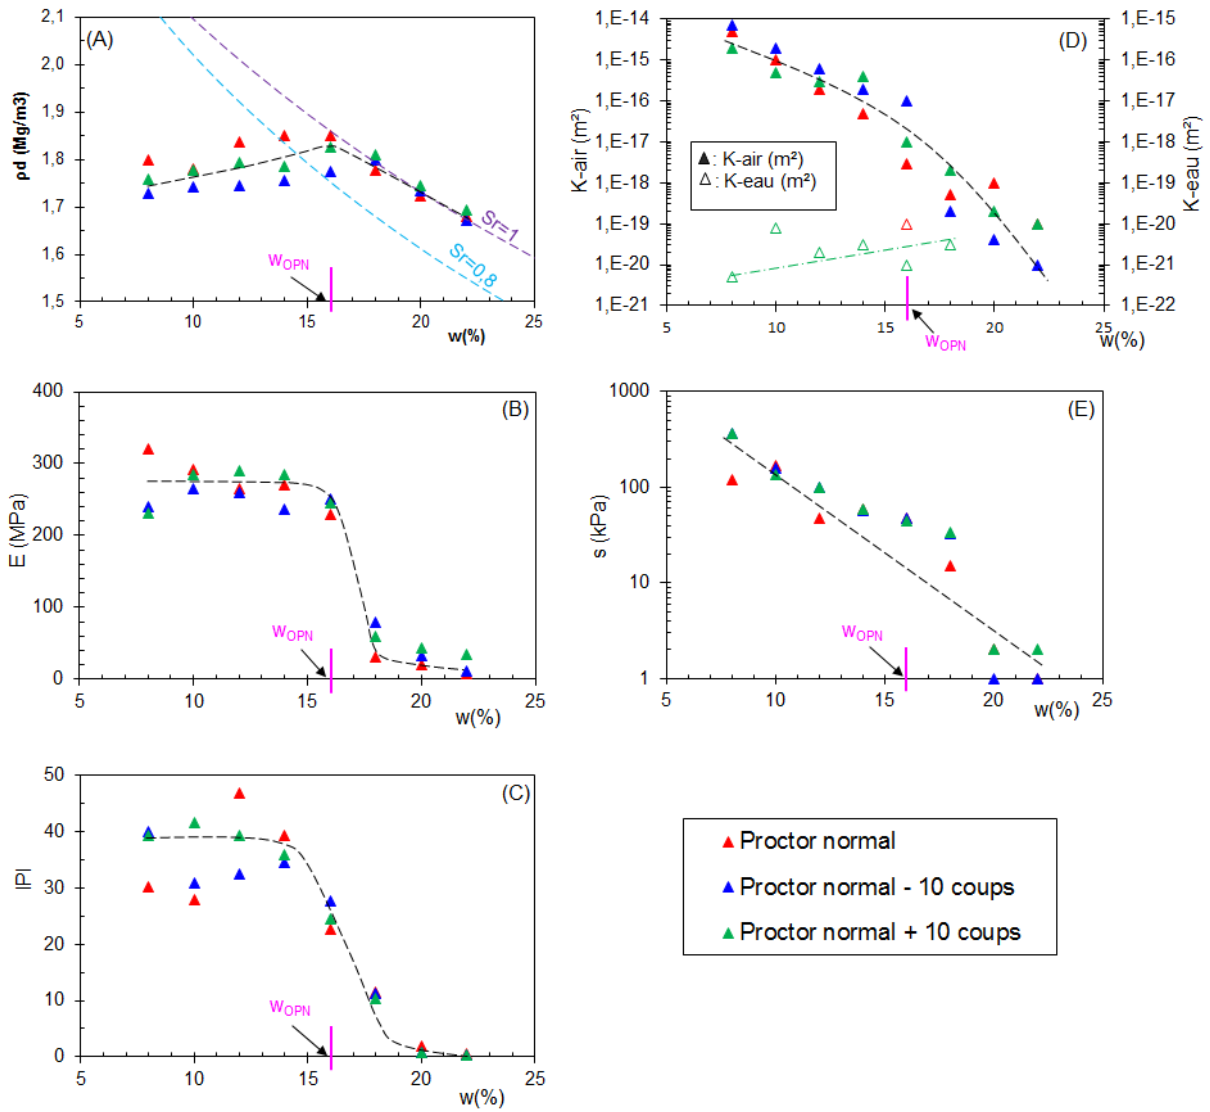 (A)
ρd (Mg/m3)
2,1
2
1,9
1,8
1,7
1,6
1,5
Sr=1
Sr=0,8
wOPN
5 10 15 20 25
w(%)
(D)
K-air (m²)
1,E-14
1,E-15
1,E-16
1,E-17
1,E-18
1,E-19
1,E-20
1,E-21
▲: K-air (m²)
△: K-eau (m²)
1,E-15
1,E-16
1,E-17
1,E-18
1,E-19
1,E-20
1,E-21
1,E-22
K-eau (m²)
5 10 15 20 25
wOPN
w(%)
(B)
E (MPa)
400
300
200
100
0
wOPN
5 10 15 20 25
w(%)
(E)
s (kPa)
1000
100
10
1
wOPN
5 10 15 20 25
w(%)
(C)
IPI
50
40
30
20
10
0
wOPN
5 10 15 20 25
w(%)
Proctor normal
Proctor normal - 10 coups
Proctor normal + 10 coups